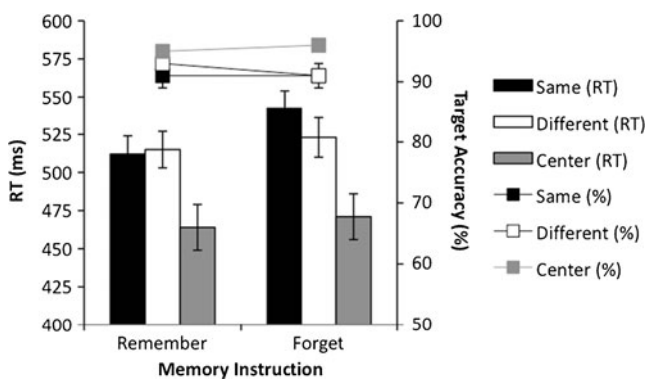 600
575
550
525
500
475
450
425
400
RT (ms)
100
90
80
70
60
50
Target Accuracy (%)
Remember
Forget
Memory Instruction
Same (RT)
Different (RT)
Center (RT)
Same (%)
Different (%)
Center (%)